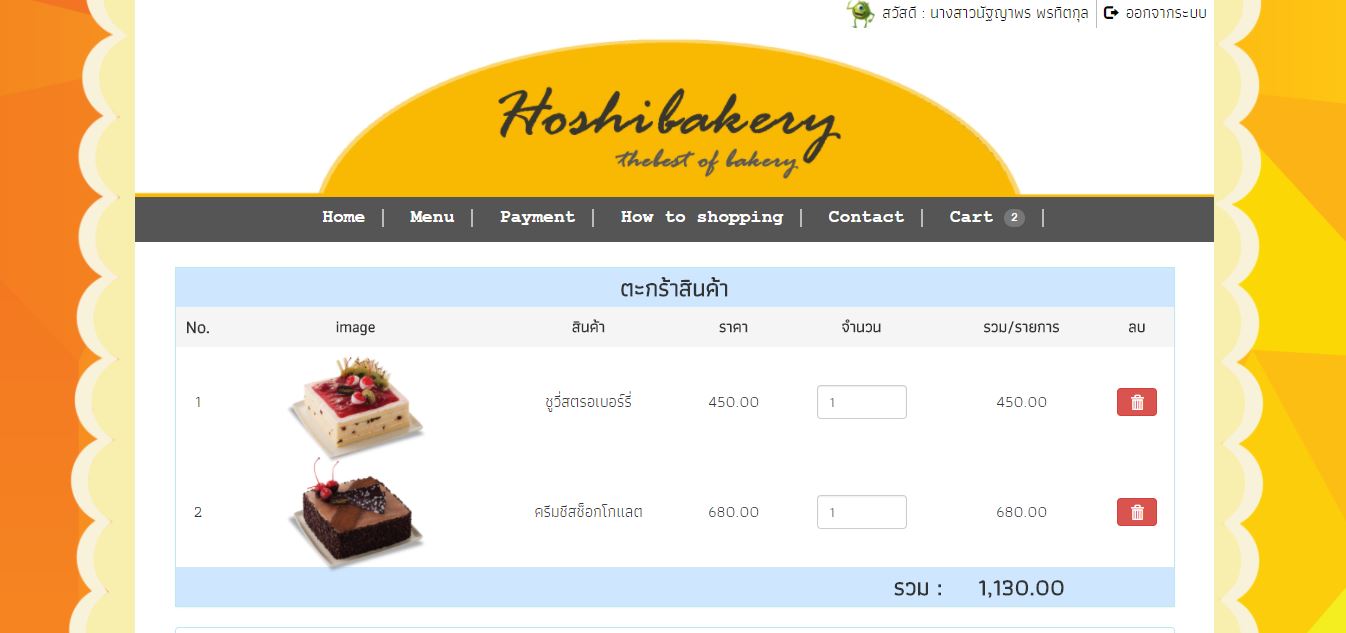 สวัสดี : นางสาวนัฐญาพร พรทิตกุล ออกจากระบบ
Hoshibakery
thebest of bakery
Home | Menu | Payment | How to shopping | Contact | Cart 2 |
ตะกร้าสินค้า
No. image สินค้า ราคา จำนวน รวม/รายการ ลบ
1 ชูวี่สตรอเบอร์รี่ 450.00 1 450.00
2 ครีมชีสช็อกโกแลต 680.00 1 680.00
รวม : 1,130.00